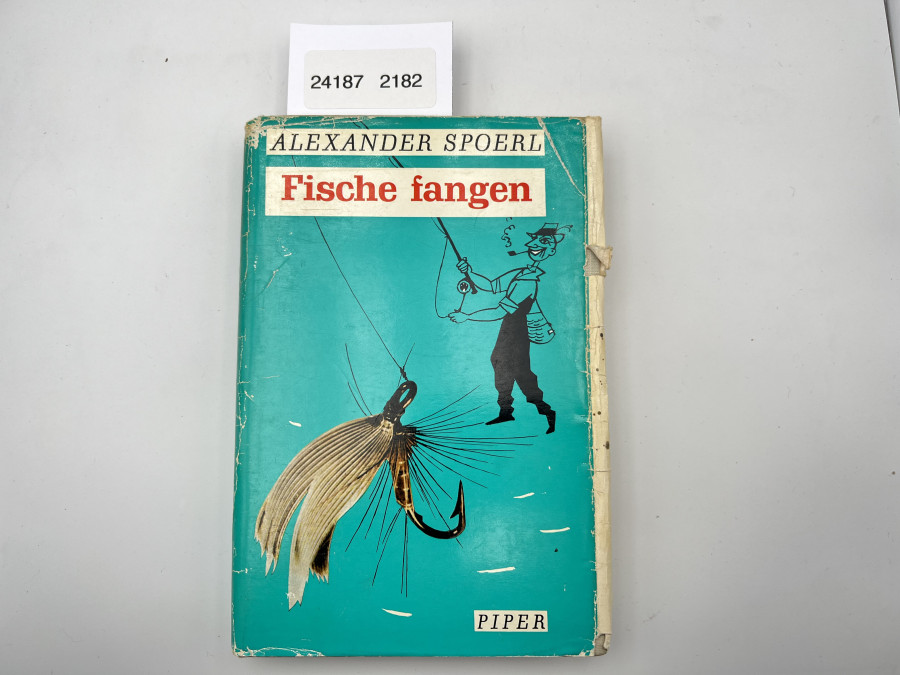 24187 2182
ALEXANDER SPOERL
Fische fangen
PIPER